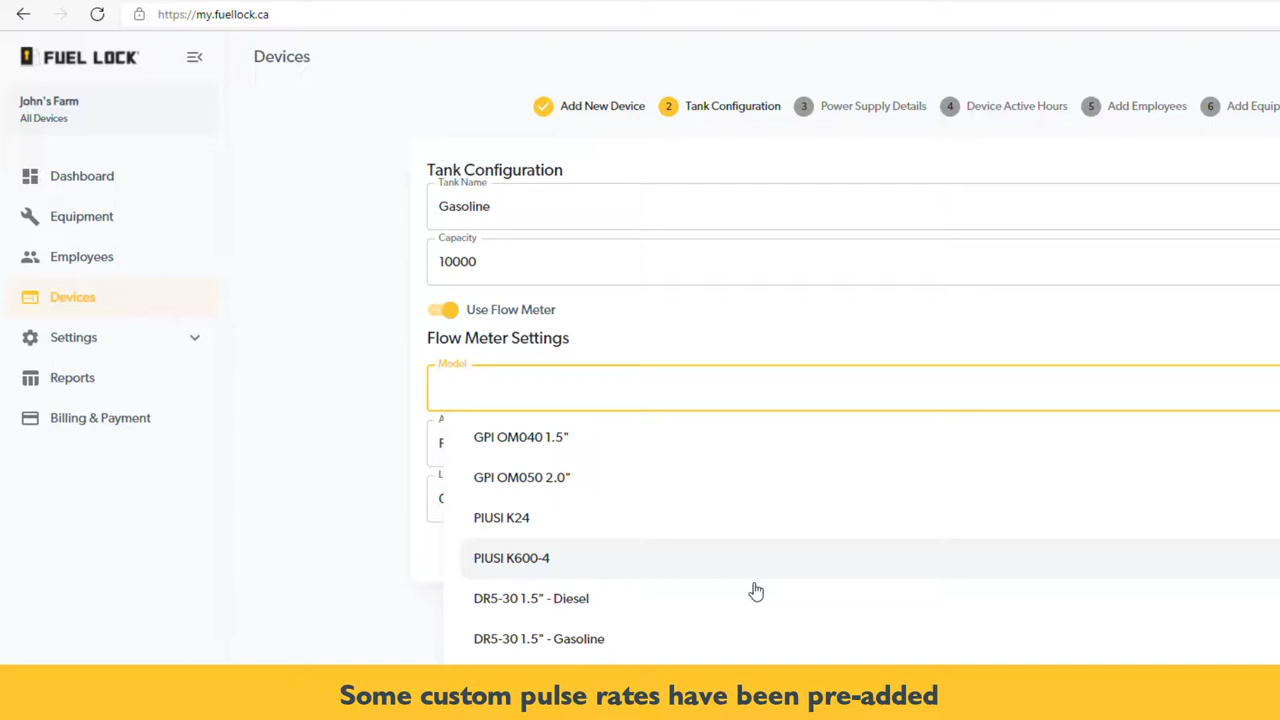 https://my.fuellock.ca
FUEL LOCK
Devices
John's Farm
All Devices
Add New Device
2 Tank Configuration
3 Power Supply Details
4 Device Active Hours
5 Add Employees
6 Add Equip
Dashboard
Equipment
Employees
Devices
Settings
Reports
Billing & Payment
Tank Configuration
Tank Name
Gasoline
Capacity
10000
Use Flow Meter
Flow Meter Settings
Model
GPI OM040 1.5"
GPI OM050 2.0"
PIUSI K24
PIUSI K600-4
DR5-30 1.5" - Diesel
DR5-30 1.5" - Gasoline
Some custom pulse rates have been pre-added